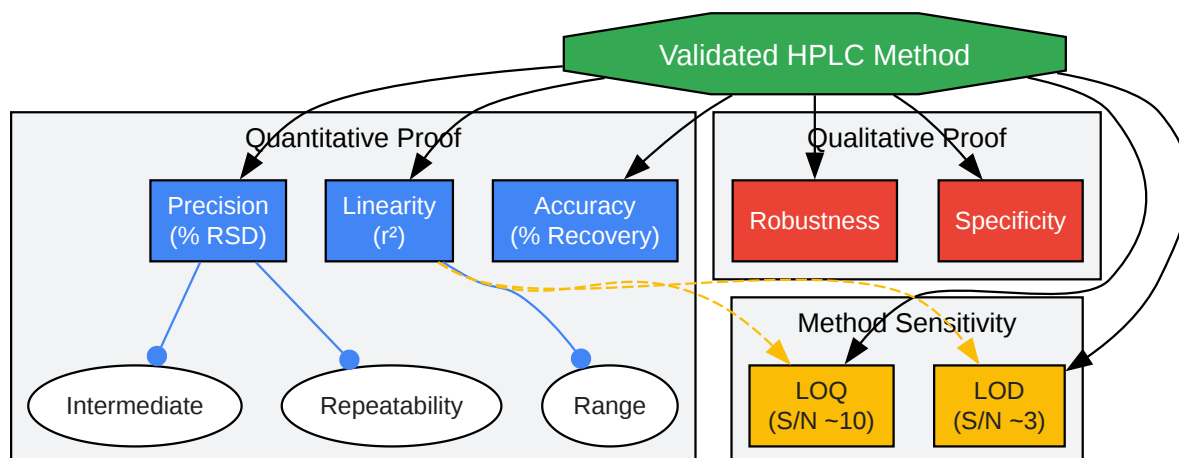 Validated HPLC Method
Quantitative Proof
Qualitative Proof
Precision
(% RSD)
Linearity
(r²)
Accuracy
(% Recovery)
Robustness
Specificity
Method Sensitivity
Intermediate
Repeatability
Range
LOQ
(S/N ~10)
LOD
(S/N ~3)